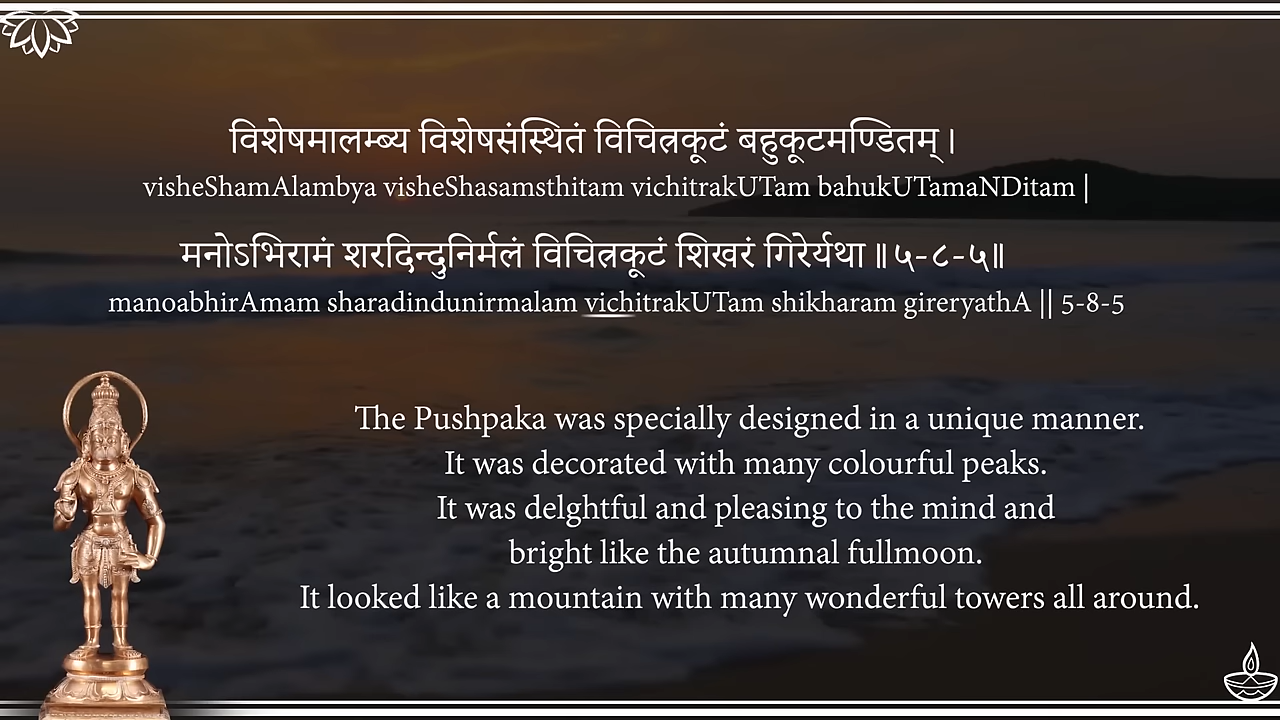 विशेषमालम्ब्य विशेषसंस्थितं विचित्रकूटं बहुकूटमण्डितम् ।
visheShamAlambya visheShasamsthitam vichitrakUTam bahukUTamaNDitam |
मनोऽभिरामं शरदिन्दुनिर्मलं विचित्रकूटं शिखरं गिरेर्यथा ॥ ५-८-५॥
manoabhirAmam sharadindunirmalam vichitrakUTam shikharam gireryathA || 5-8-5
The Pushpaka was specially designed in a unique manner.
It was decorated with many colourful peaks.
It was delghtful and pleasing to the mind and
bright like the autumnal fullmoon.
It looked like a mountain with many wonderful towers all around.